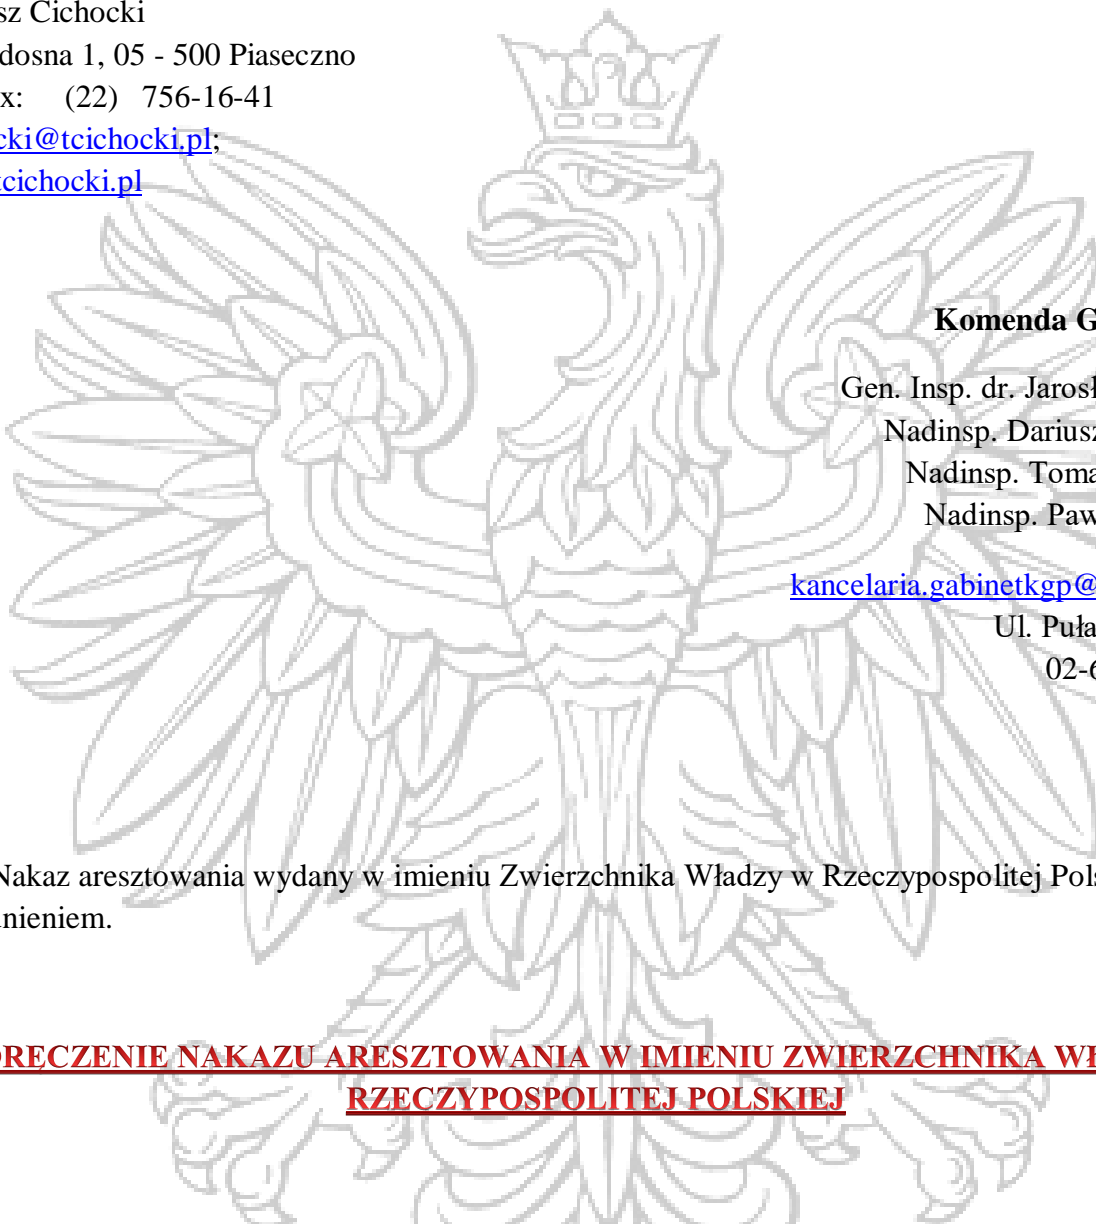 sz Cichocki
dosna 1, 05 - 500 Piaseczno
x: (22) 756-16-41
cki@tcichocki.pl;
tcichocki.pl
Komenda G
Gen. Insp. dr. Jarosł
Nadinsp. Dariusz
Nadinsp. Toma
Nadinsp. Paw
kancelaria.gabinetkgp@
Ul. Puła
02-6
Nakaz aresztowania wydany w imieniu Zwierzchnika Władzy w Rzeczypospolitej Pols
nieniem.
RĘCZENIE NAKAZU ARESZTOWANIA W IMIENIU ZWIERZCHNIKA WŁ
RZECZYPOSPOLITEJ POLSKIEJ